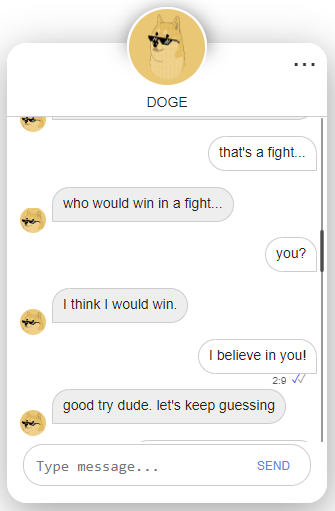 DOGE
that's a fight...
who would win in a fight...
you?
I think I would win.
I believe in you!
2:9
good try dude. let's keep guessing
Type message...
SEND